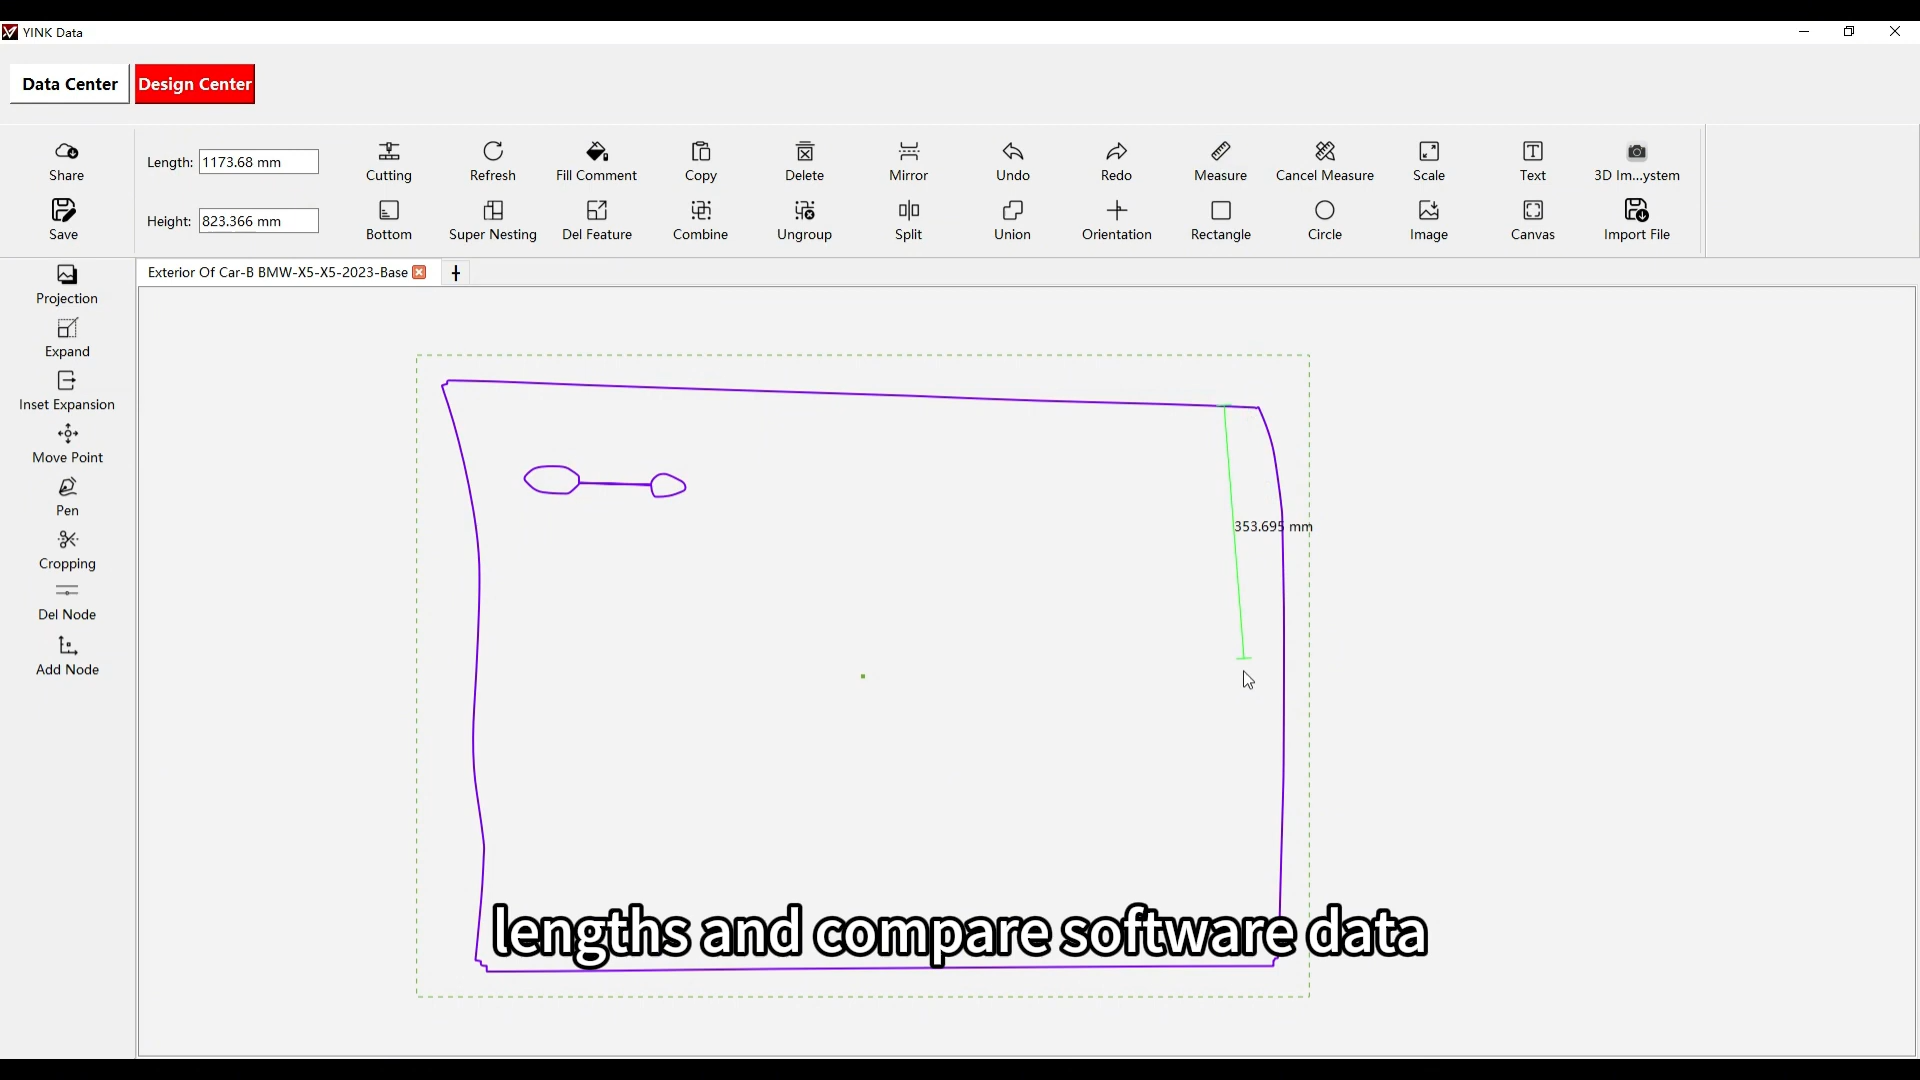 YINK Data
Data Center
Design Center
Share
Length: 1173.68 mm
Cutting
Refresh
Fill Comment
Copy
Delete
Mirror
Undo
Redo
Measure
Cancel Measure
Scale
Text
3D Im...ystem
Save
Height: 823.366 mm
Bottom
Super Nesting
Del Feature
Combine
Ungroup
Split
Union
Orientation
Rectangle
Circle
Image
Canvas
Import File
Exterior Of Car-B BMW-X5-X5-2023-Base
Projection
Expand
Inset Expansion
Move Point
Pen
Cropping
Del Node
Add Node
353.695 mm
lengths and compare software data